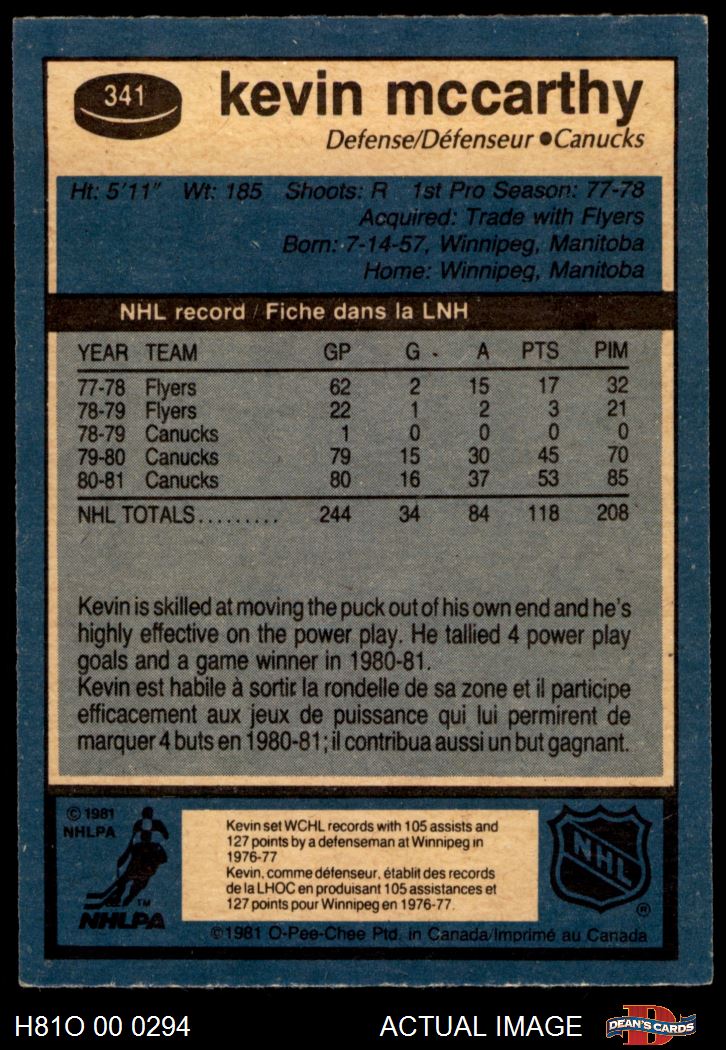 341
kevin mccarthy
Defense/Défenseur •Canucks
Ht: 5'11" Wt: 185 Shoots: R 1st Pro Season: 77-78
Acquired: Trade with Flyers
Born: 7-14-57, Winnipeg, Manitoba
Home: Winnipeg, Manitoba
NHL record / Fiche dans la LNH
YEAR TEAM GP G A PTS PIM
77-78 Flyers 62 2 15 17 32
78-79 Flyers 22 1 2 3 21
78-79 Canucks 1 0 0 0 0
79-80 Canucks 79 15 30 45 70
80-81 Canucks 80 16 37 53 85
NHL TOTALS......... 244 34 84 118 208
Kevin is skilled at moving the puck out of his own end and he's
highly effective on the power play. He tallied 4 power play
goals and a game winner in 1980-81.
Kevin est habile à sortir la rondelle de sa zone et il participe
efficacement aux jeux de puissance qui lui permirent de
marquer 4 buts en 1980-81; il contribua aussi un but gagnant.
© 1981
NHLPA
TM
NHLPA
Kevin set WCHL records with 105 assists and
127 points by a defenseman at Winnipeg in
1976-77
Kevin, comme défenseur, établit des records
de la LHOC en produisant 105 assistances et
127 points pour Winnipeg en 1976-77.
NHL
®
©1981 O-Pee-Chee Ptd. in Canada/Imprimé au Canada
H81O 00 0294 ACTUAL IMAGE
D
DEAN'S CARDS